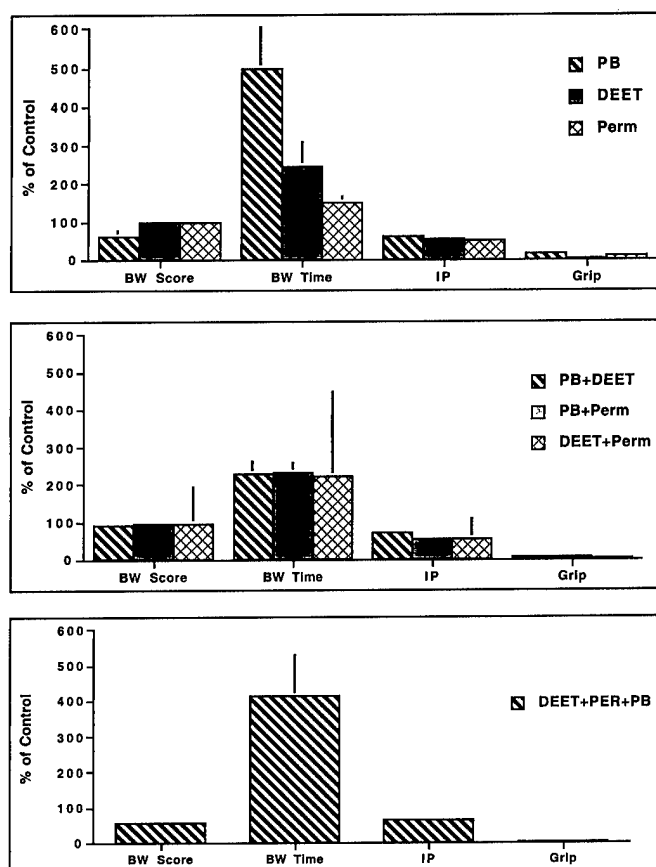 600
500
400
300
200
100
0
% of Control
PB
DEET
Perm
BW Score
BW Time
IP
Grip
600
500
400
300
200
100
0
% of Control
PB+DEET
PB+Perm
DEET+Perm
BW Score
BW Time
IP
Grip
600
500
400
300
200
100
0
% of Control
DEET+PER+PB
BW Score
BW Time
IP
Grip